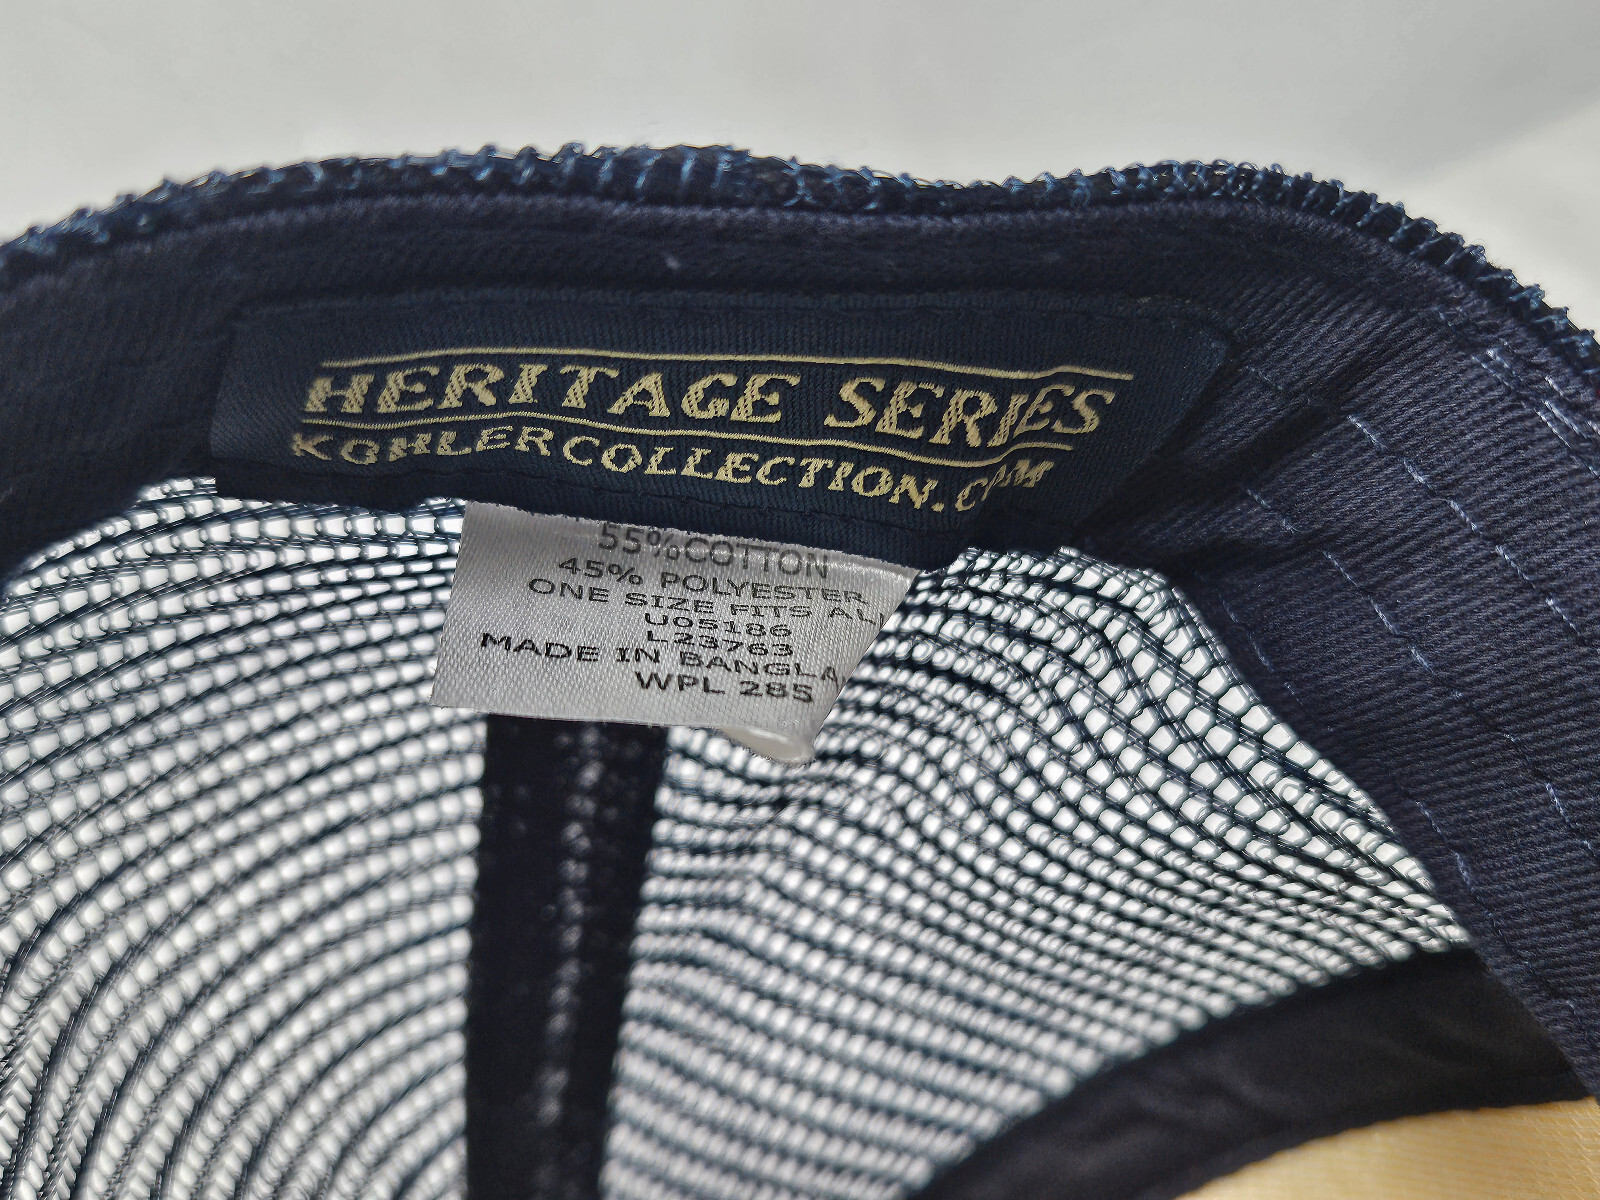 HERITAGE SERIES
KOHLERCOLLECTION.COM
55%COTTON
45% POLYESTER
ONE SIZE FITS AL
U05186
L23763
MADE IN BANGLA
WPL 285